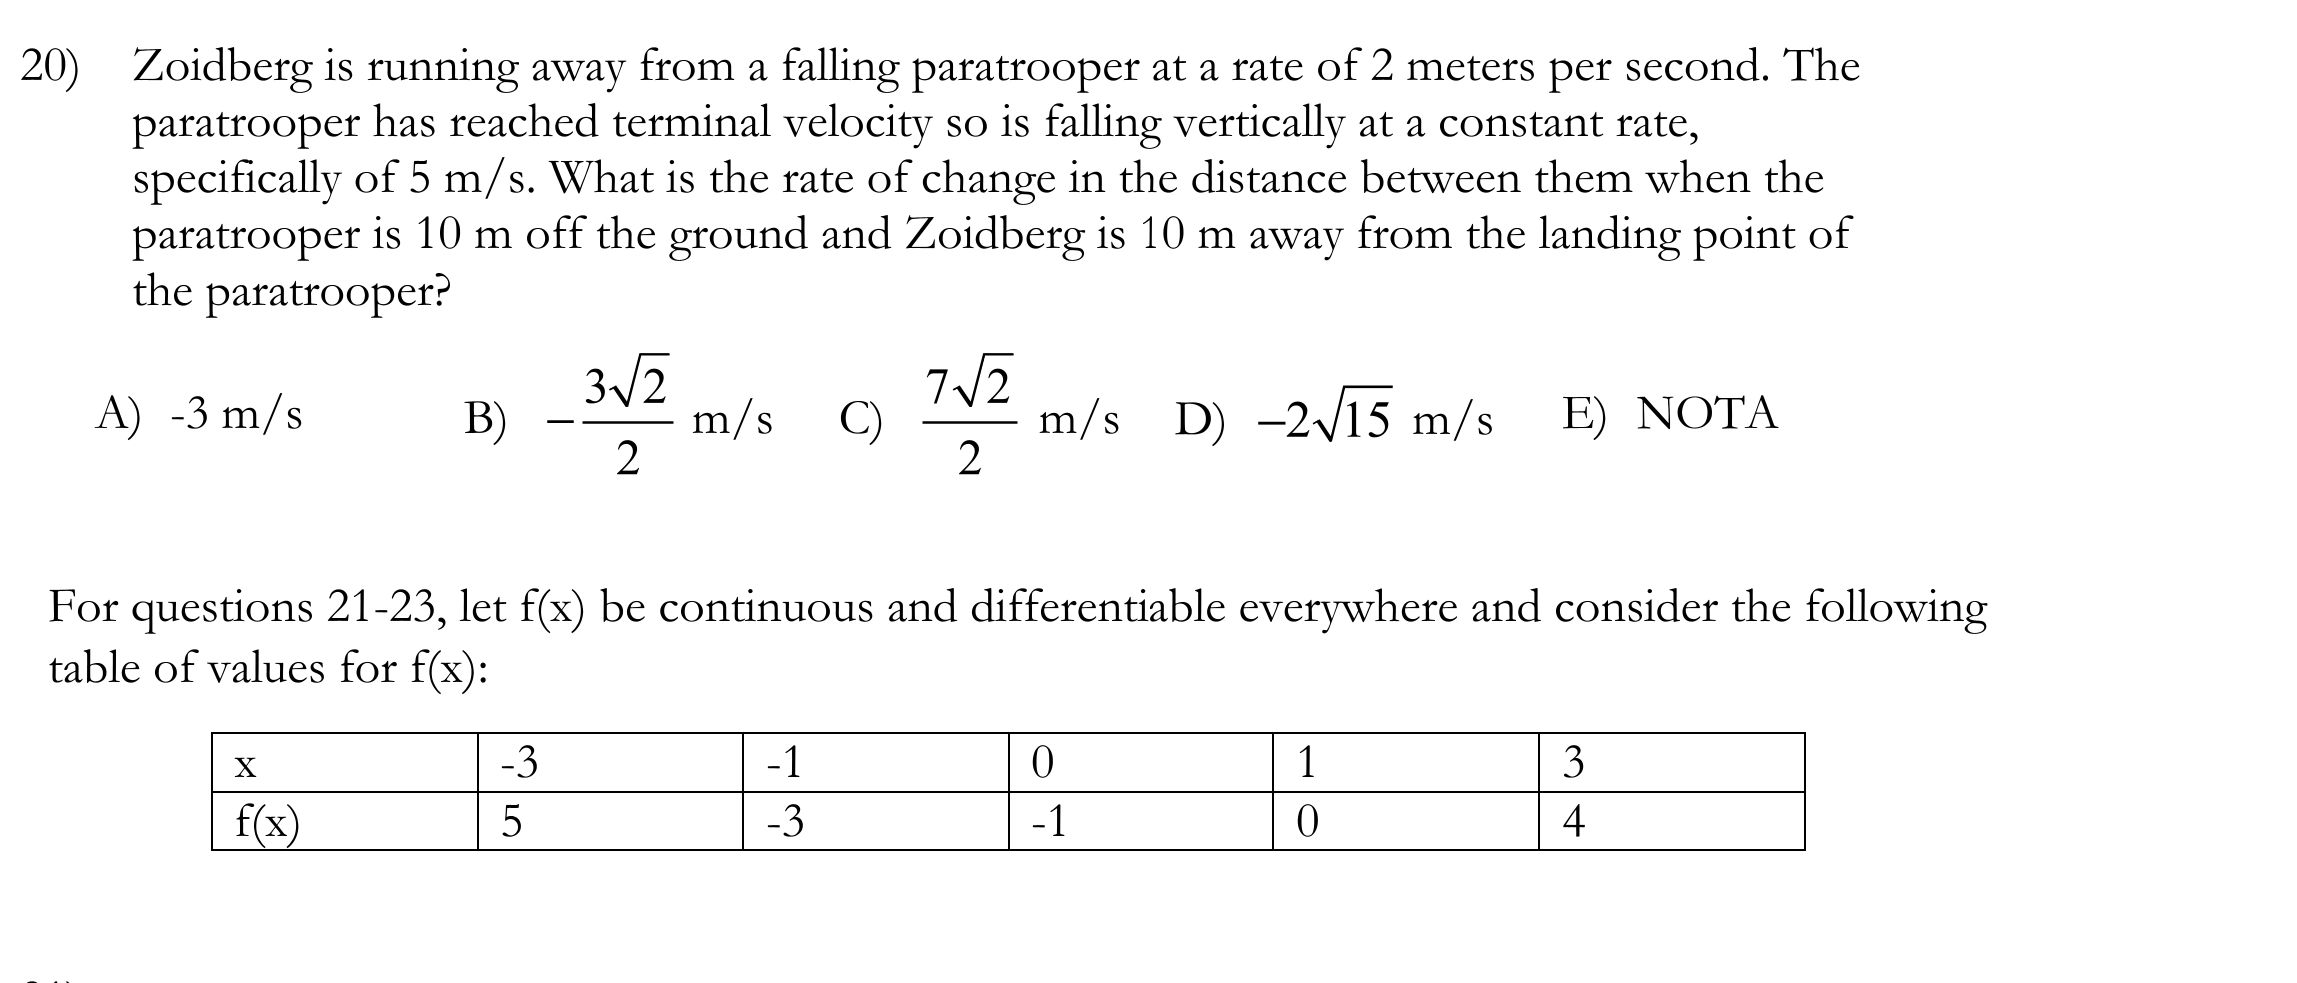 20) Zoidberg is running away from a falling paratrooper at a rate of 2 meters per second. The
paratrooper has reached terminal velocity so is falling vertically at a constant rate,
specifically of 5 m/s. What is the rate of change in the distance between them when the
paratrooper is 10 m off the ground and Zoidberg is 10 m away from the landing point of
the paratrooper?
A) -3 m/s B) −3√2/2 m/s C) 7√2/2 m/s D) −2√15 m/s E) NOTA
For questions 21-23, let f(x) be continuous and differentiable everywhere and consider the following
table of values for f(x):
x -3 -1 0 1 3
f(x) 5 -3 -1 0 4